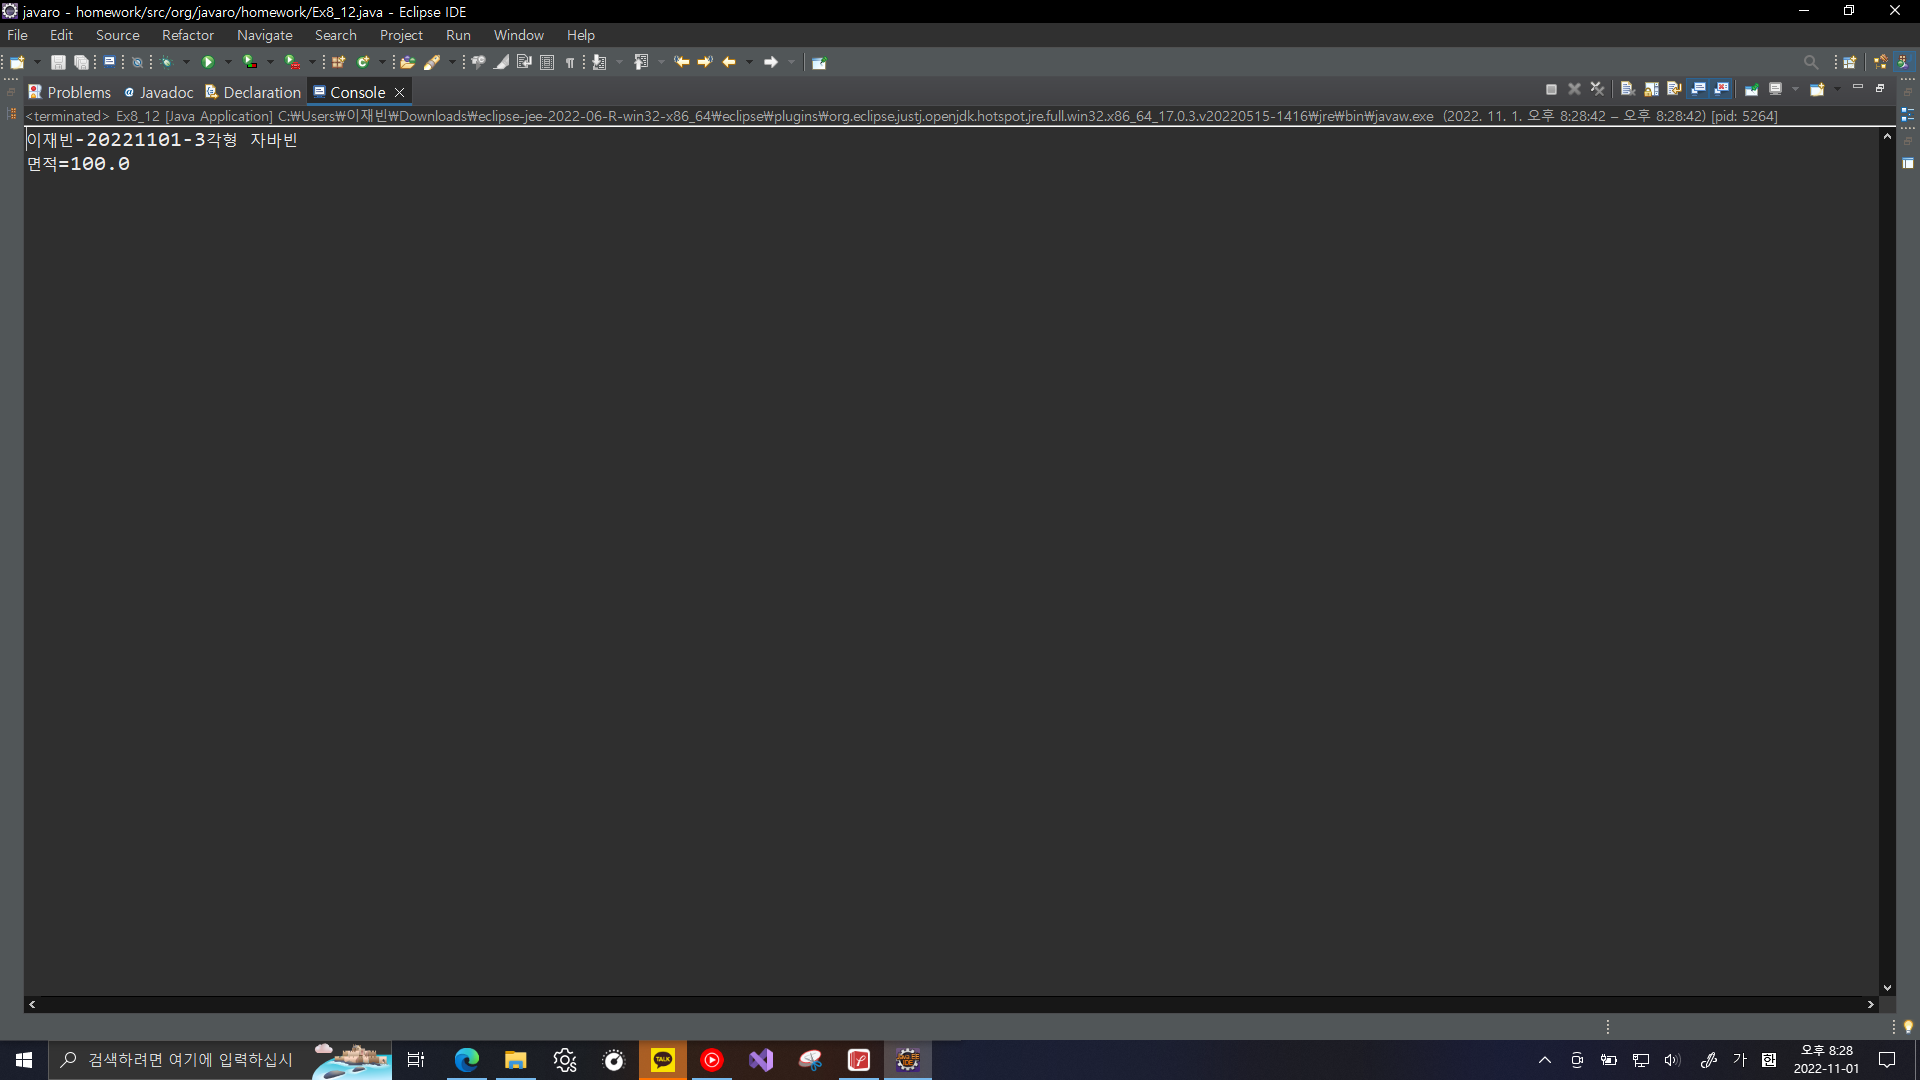 javaro - homework/src/org/javaro/homework/Ex8_12.java - Eclipse IDE
File Edit Source Refactor Navigate Search Project Run Window Help
Problems Javadoc Declaration Console
<terminated> Ex8_12 [Java Application] C:₩Users₩이재빈₩Downloads₩eclipse-jee-2022-06-R-win32-x86_64₩eclipse₩plugins₩org.eclipse.justj.openjdk.hotspot.jre.full.win32.x86_64_17.0.3.v20220515-1416₩jre₩bin₩javaw.exe (2022. 11. 1. 오후 8:28:42 – 오후 8:28:42) [pid: 5264]
이재빈-20221101-3각형 자바빈
면적=100.0
검색하려면 여기에 입력하십시
TALK
가 한
오후 8:28
2022-11-01